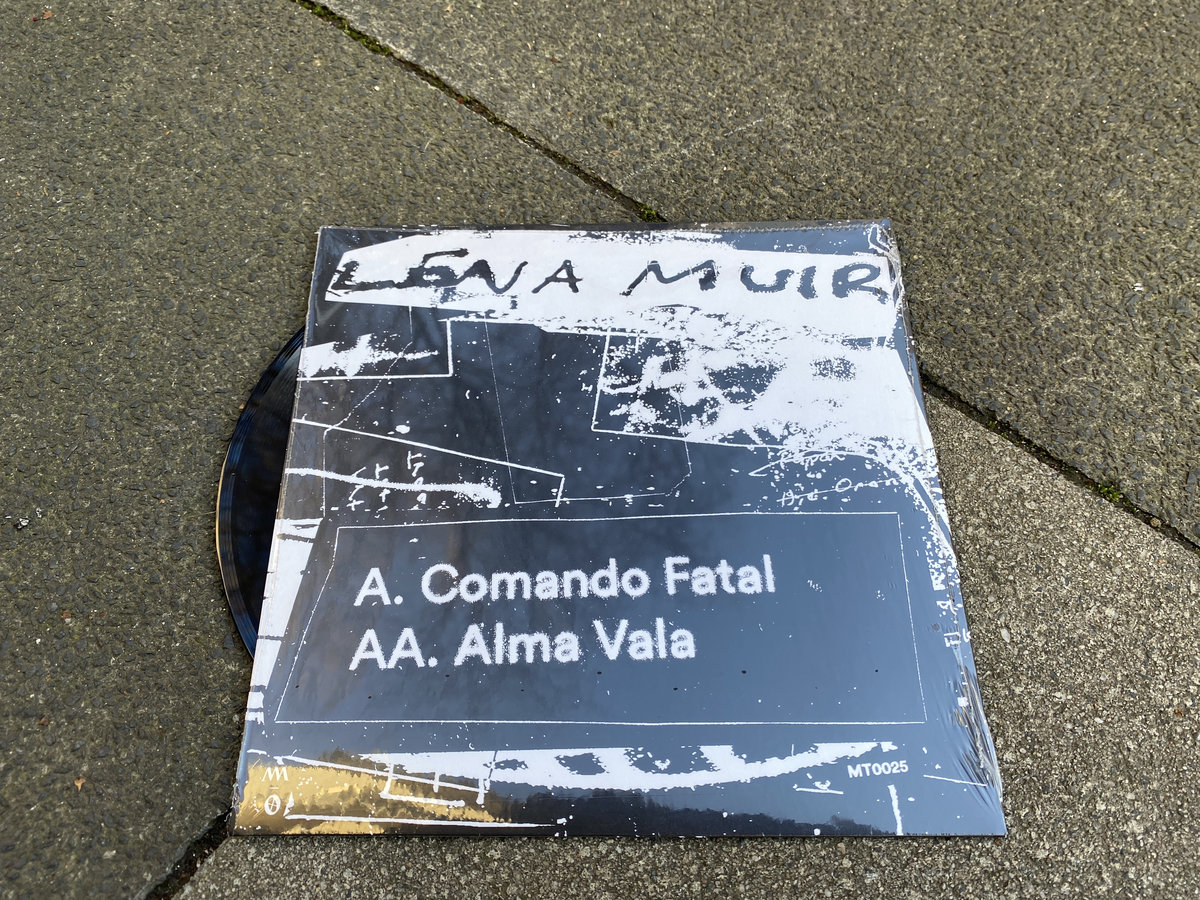 LENA MUIR
A. Comando Fatal
AA. Alma Vala
MT0025